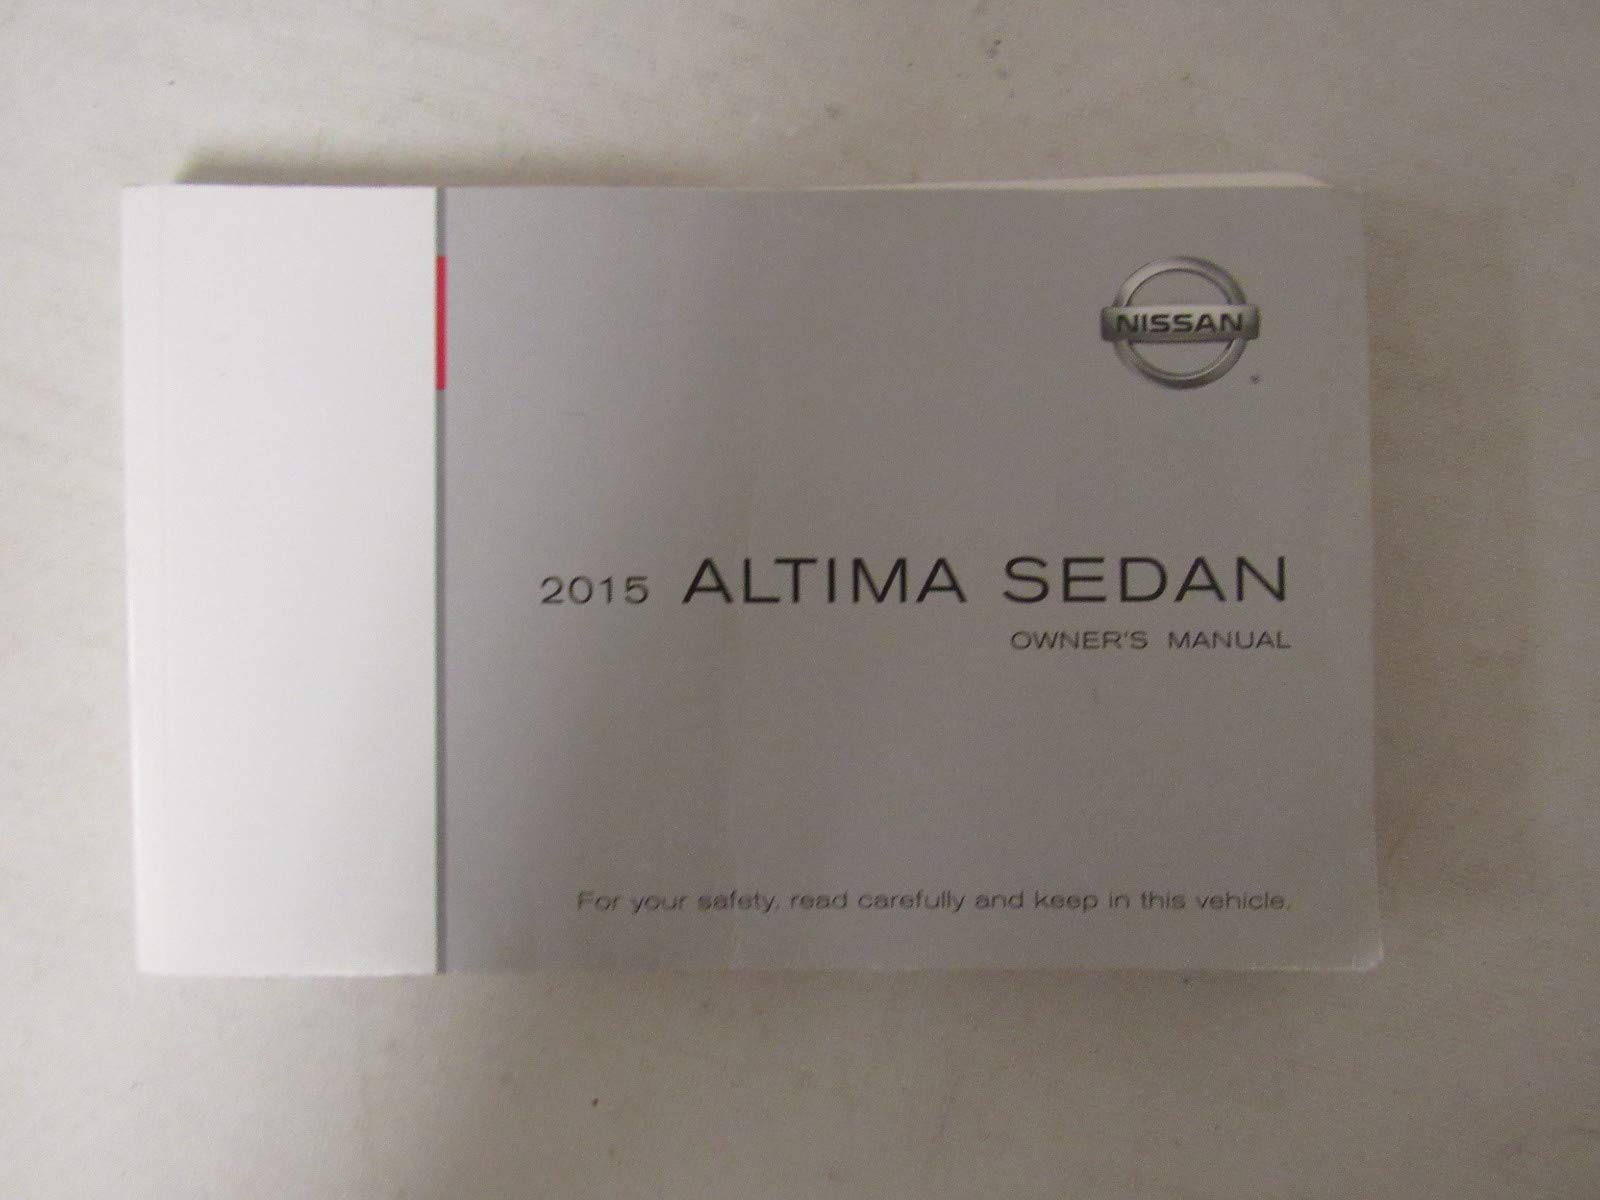 NISSAN
2015 ALTIMA SEDAN
OWNER'S MANUAL
For your safety, read carefully and keep in this vehicle.